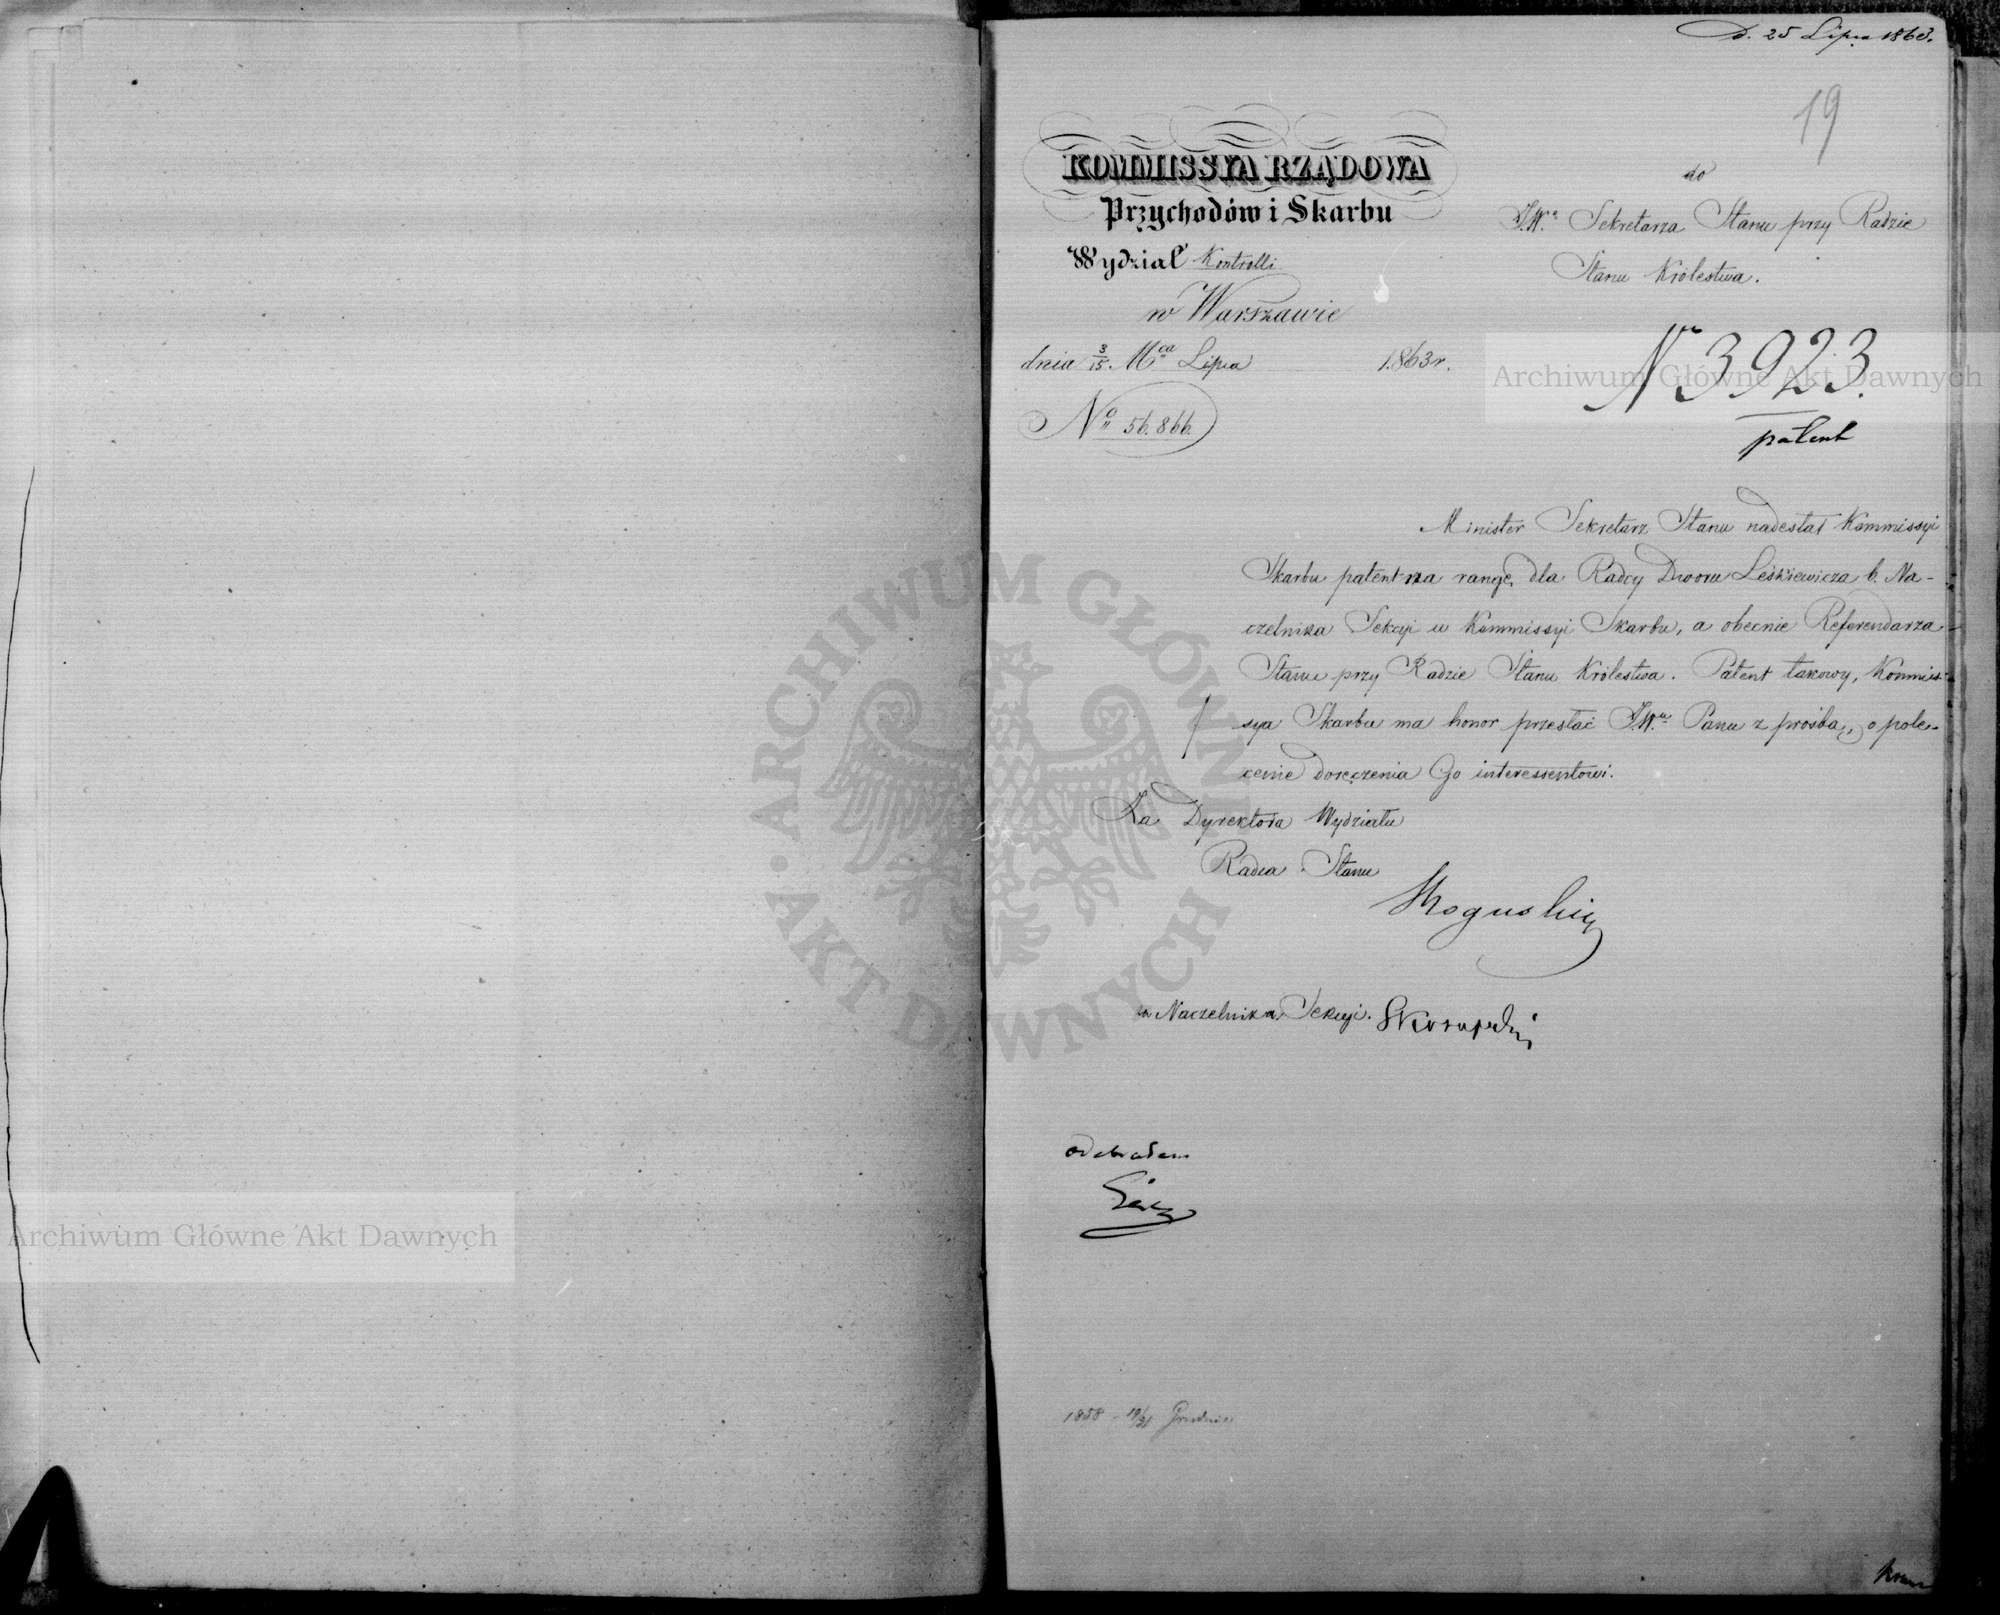 D. 25 Lipca 1863.
19
KOMMISSYA RZĄDOWA
Przychodów i Skarbu
Wydział Kontrolli
w Warszawie
dnia 3/15 Mca Lipca 1863 r.
No 56.866.
do
J.W.o Sekretarza Stanu przy Radzie
Stanu Królestwa.
No 3923.
patent
Minister Sekretarz Stanu nadesłał Kommissyi
Skarbu patent na rangę dla Radcy Dworu Leśkiewicza b. Na-
czelnika Sekcyi w Kommissyi Skarbu, a obecnie Referendarza
Stanu przy Radzie Stanu Królestwa. Patent takowy, Kommis-
sya Skarbu ma honor przesłać J.W.u Panu z prośbą, o pole-
cenie doręczenia Go interessentowi.
Za Dyrektora Wydziału
Radca Stanu
za Naczelnika Sekcyi.
odebrałem
1858 - 19/31 Grudnia
Archiwum Główne Akt Dawnych
Archiwum Główne Akt Dawnych
ARCHIWUM GŁÓWNE • AKT DAWNYCH •